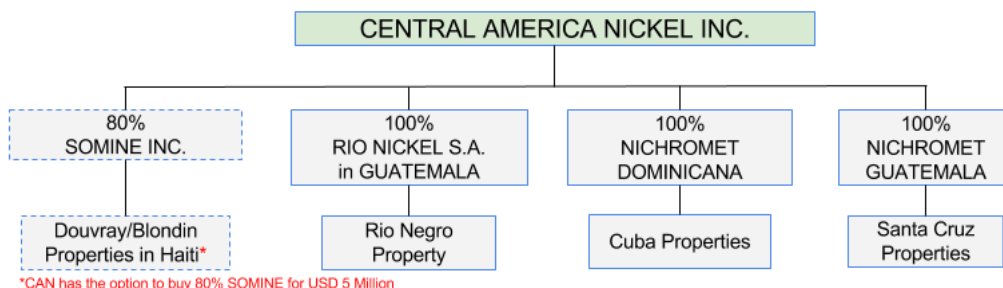 CENTRAL AMERICA NICKEL INC.
80%
SOMINE INC.
100%
RIO NICKEL S.A.
in GUATEMALA
100%
NICHROMET
DOMINICANA
100%
NICHROMET
GUATEMALA
Douvray/Blondin
Properties in Haiti*
Rio Negro
Property
Cuba Properties
Santa Cruz
Properties
*CAN has the option to buy 80% SOMINE for USD 5 Million